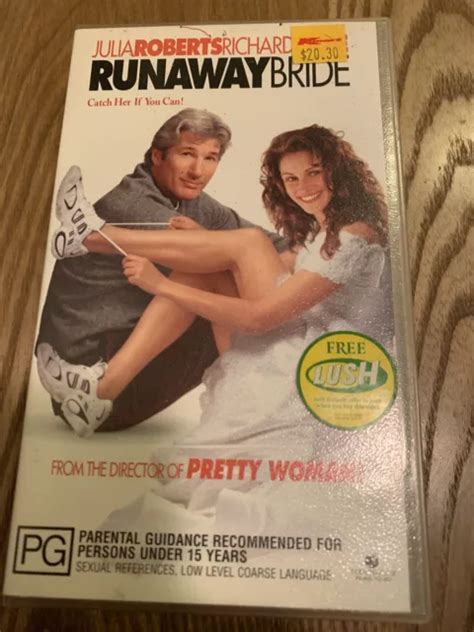 JULIAROBERTSRICHARD
$20.30
RUNAWAYBRIDE
Catch Her If You Can!
FREE
LUSH
FROM THE DIRECTOR OF PRETTY WOMAN!
PG
PARENTAL GUIDANCE RECOMMENDED FOR
PERSONS UNDER 15 YEARS
SEXUAL REFERENCES, LOW LEVEL COARSE LANGUAGE